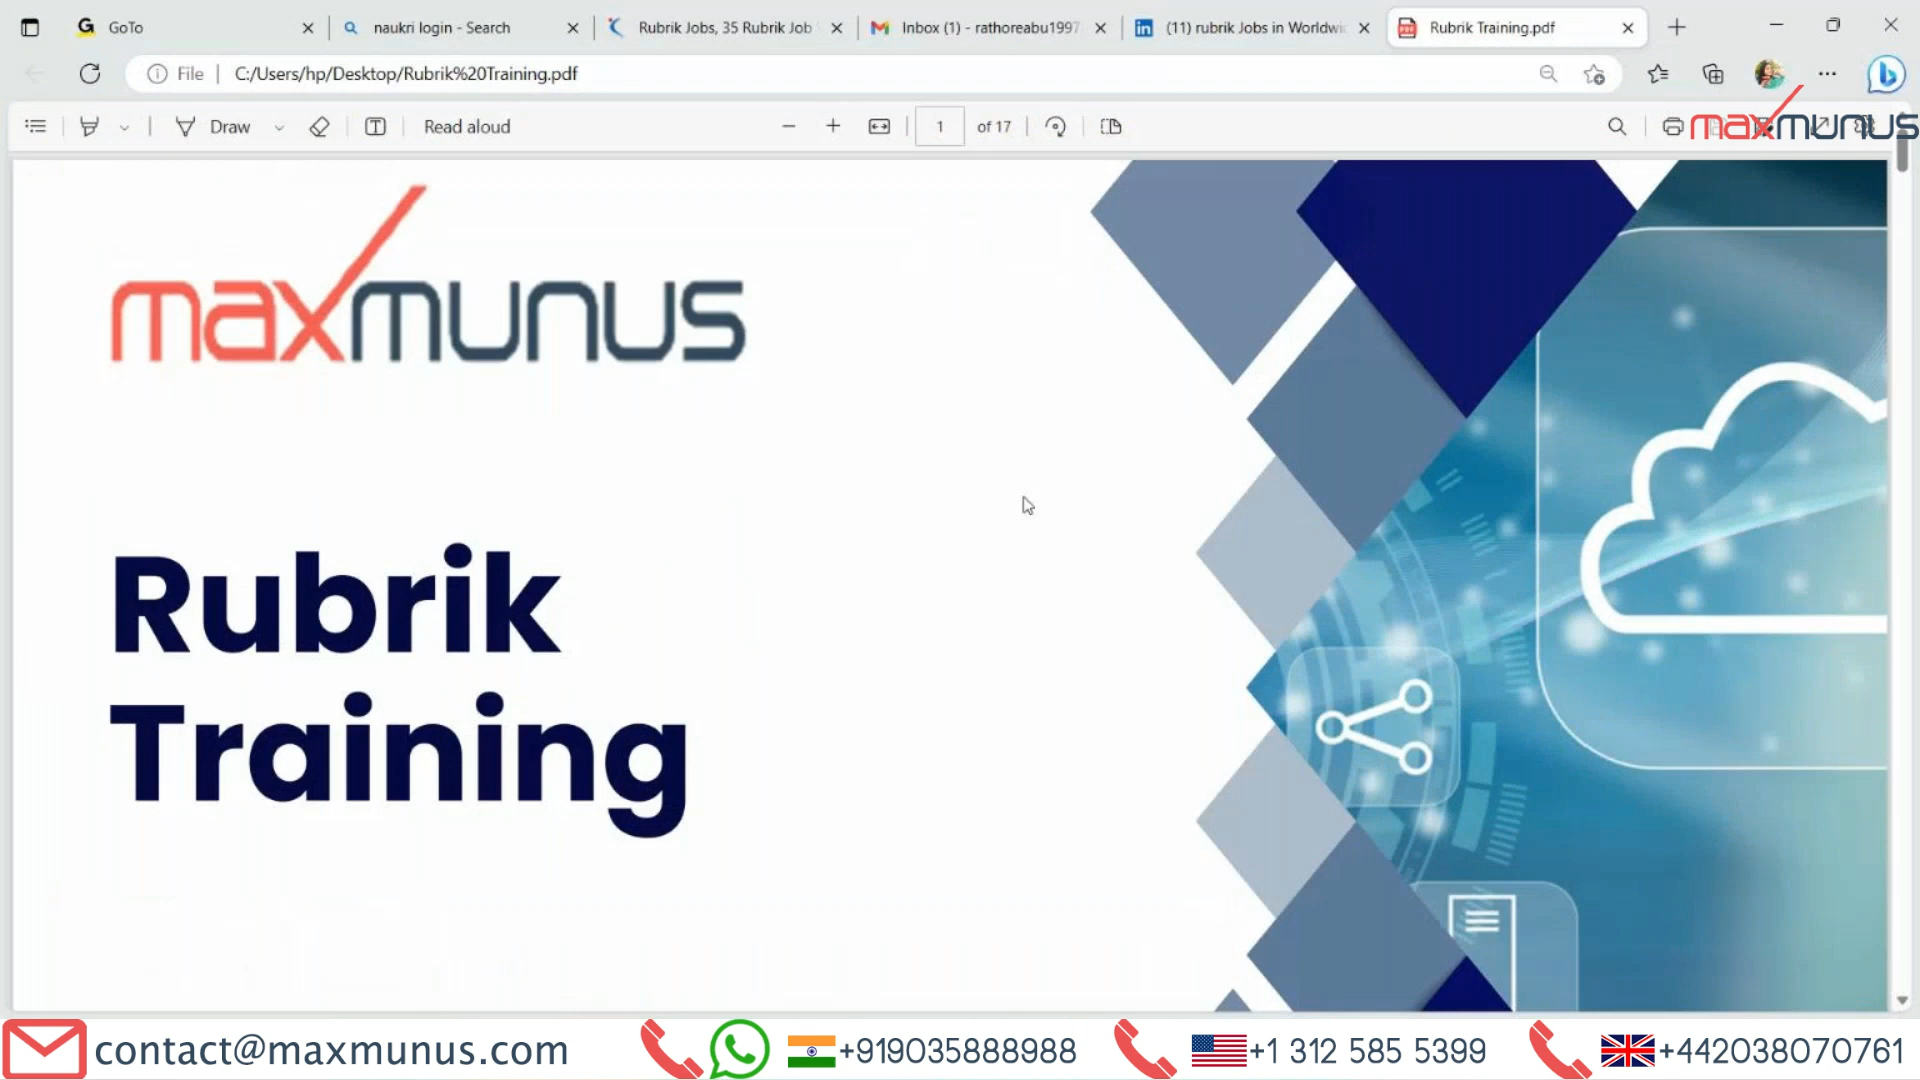 GoTo
naukri login - Search
Rubrik Jobs, 35 Rubrik Job
Inbox (1) - rathoreabu1997
(11) rubrik Jobs in Worldwi
Rubrik Training.pdf
File
C:/Users/hp/Desktop/Rubrik%20Training.pdf
Draw
Read aloud
1
of 17
maxmunus
maxmunus
Rubrik
Training
contact@maxmunus.com
+919035888988
+1 312 585 5399
+442038070761